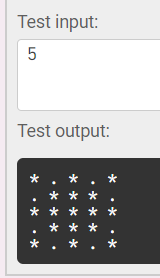 Test input:
5
Test output:
* . * . *
. * * * .
* * * * *
. * * * .
* . * . *